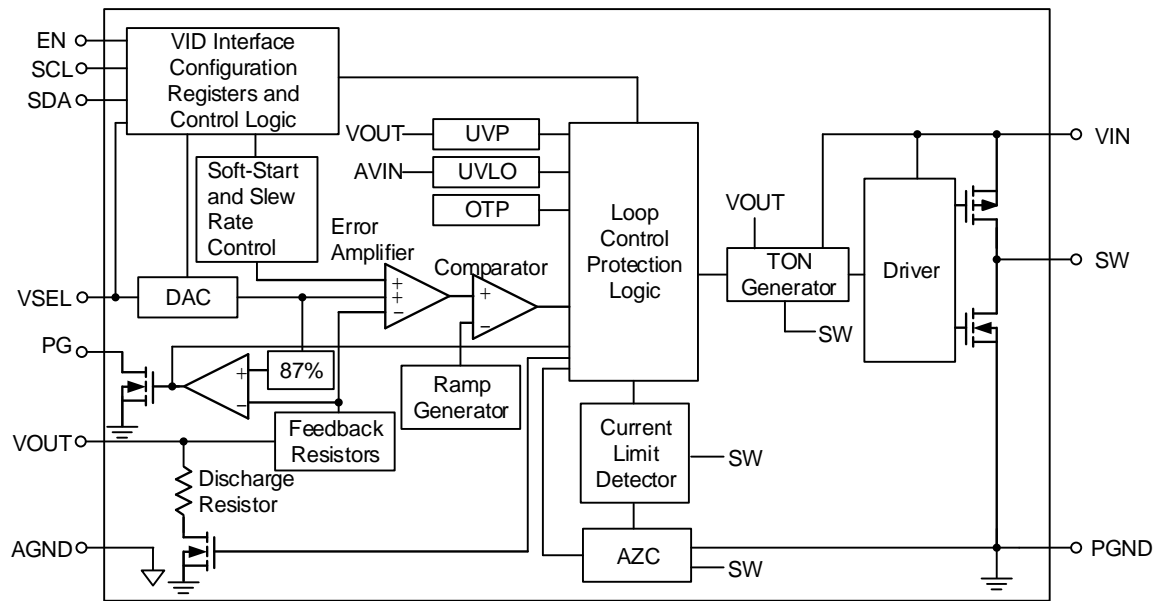 EN
SCL
SDA
VID Interface
Configuration
Registers and
Control Logic
VOUT
UVP
AVIN
UVLO
OTP
Soft-Start
and Slew
Rate
Control
Error
Amplifier
Comparator
+
+
−
+
−
Loop
Control
Protection
Logic
VOUT
TON
Generator
SW
Driver
VIN
SW
VSEL
DAC
PG
+
−
87%
Ramp
Generator
VOUT
Feedback
Resistors
Discharge
Resistor
Current
Limit
Detector
SW
AGND
AZC
SW
PGND